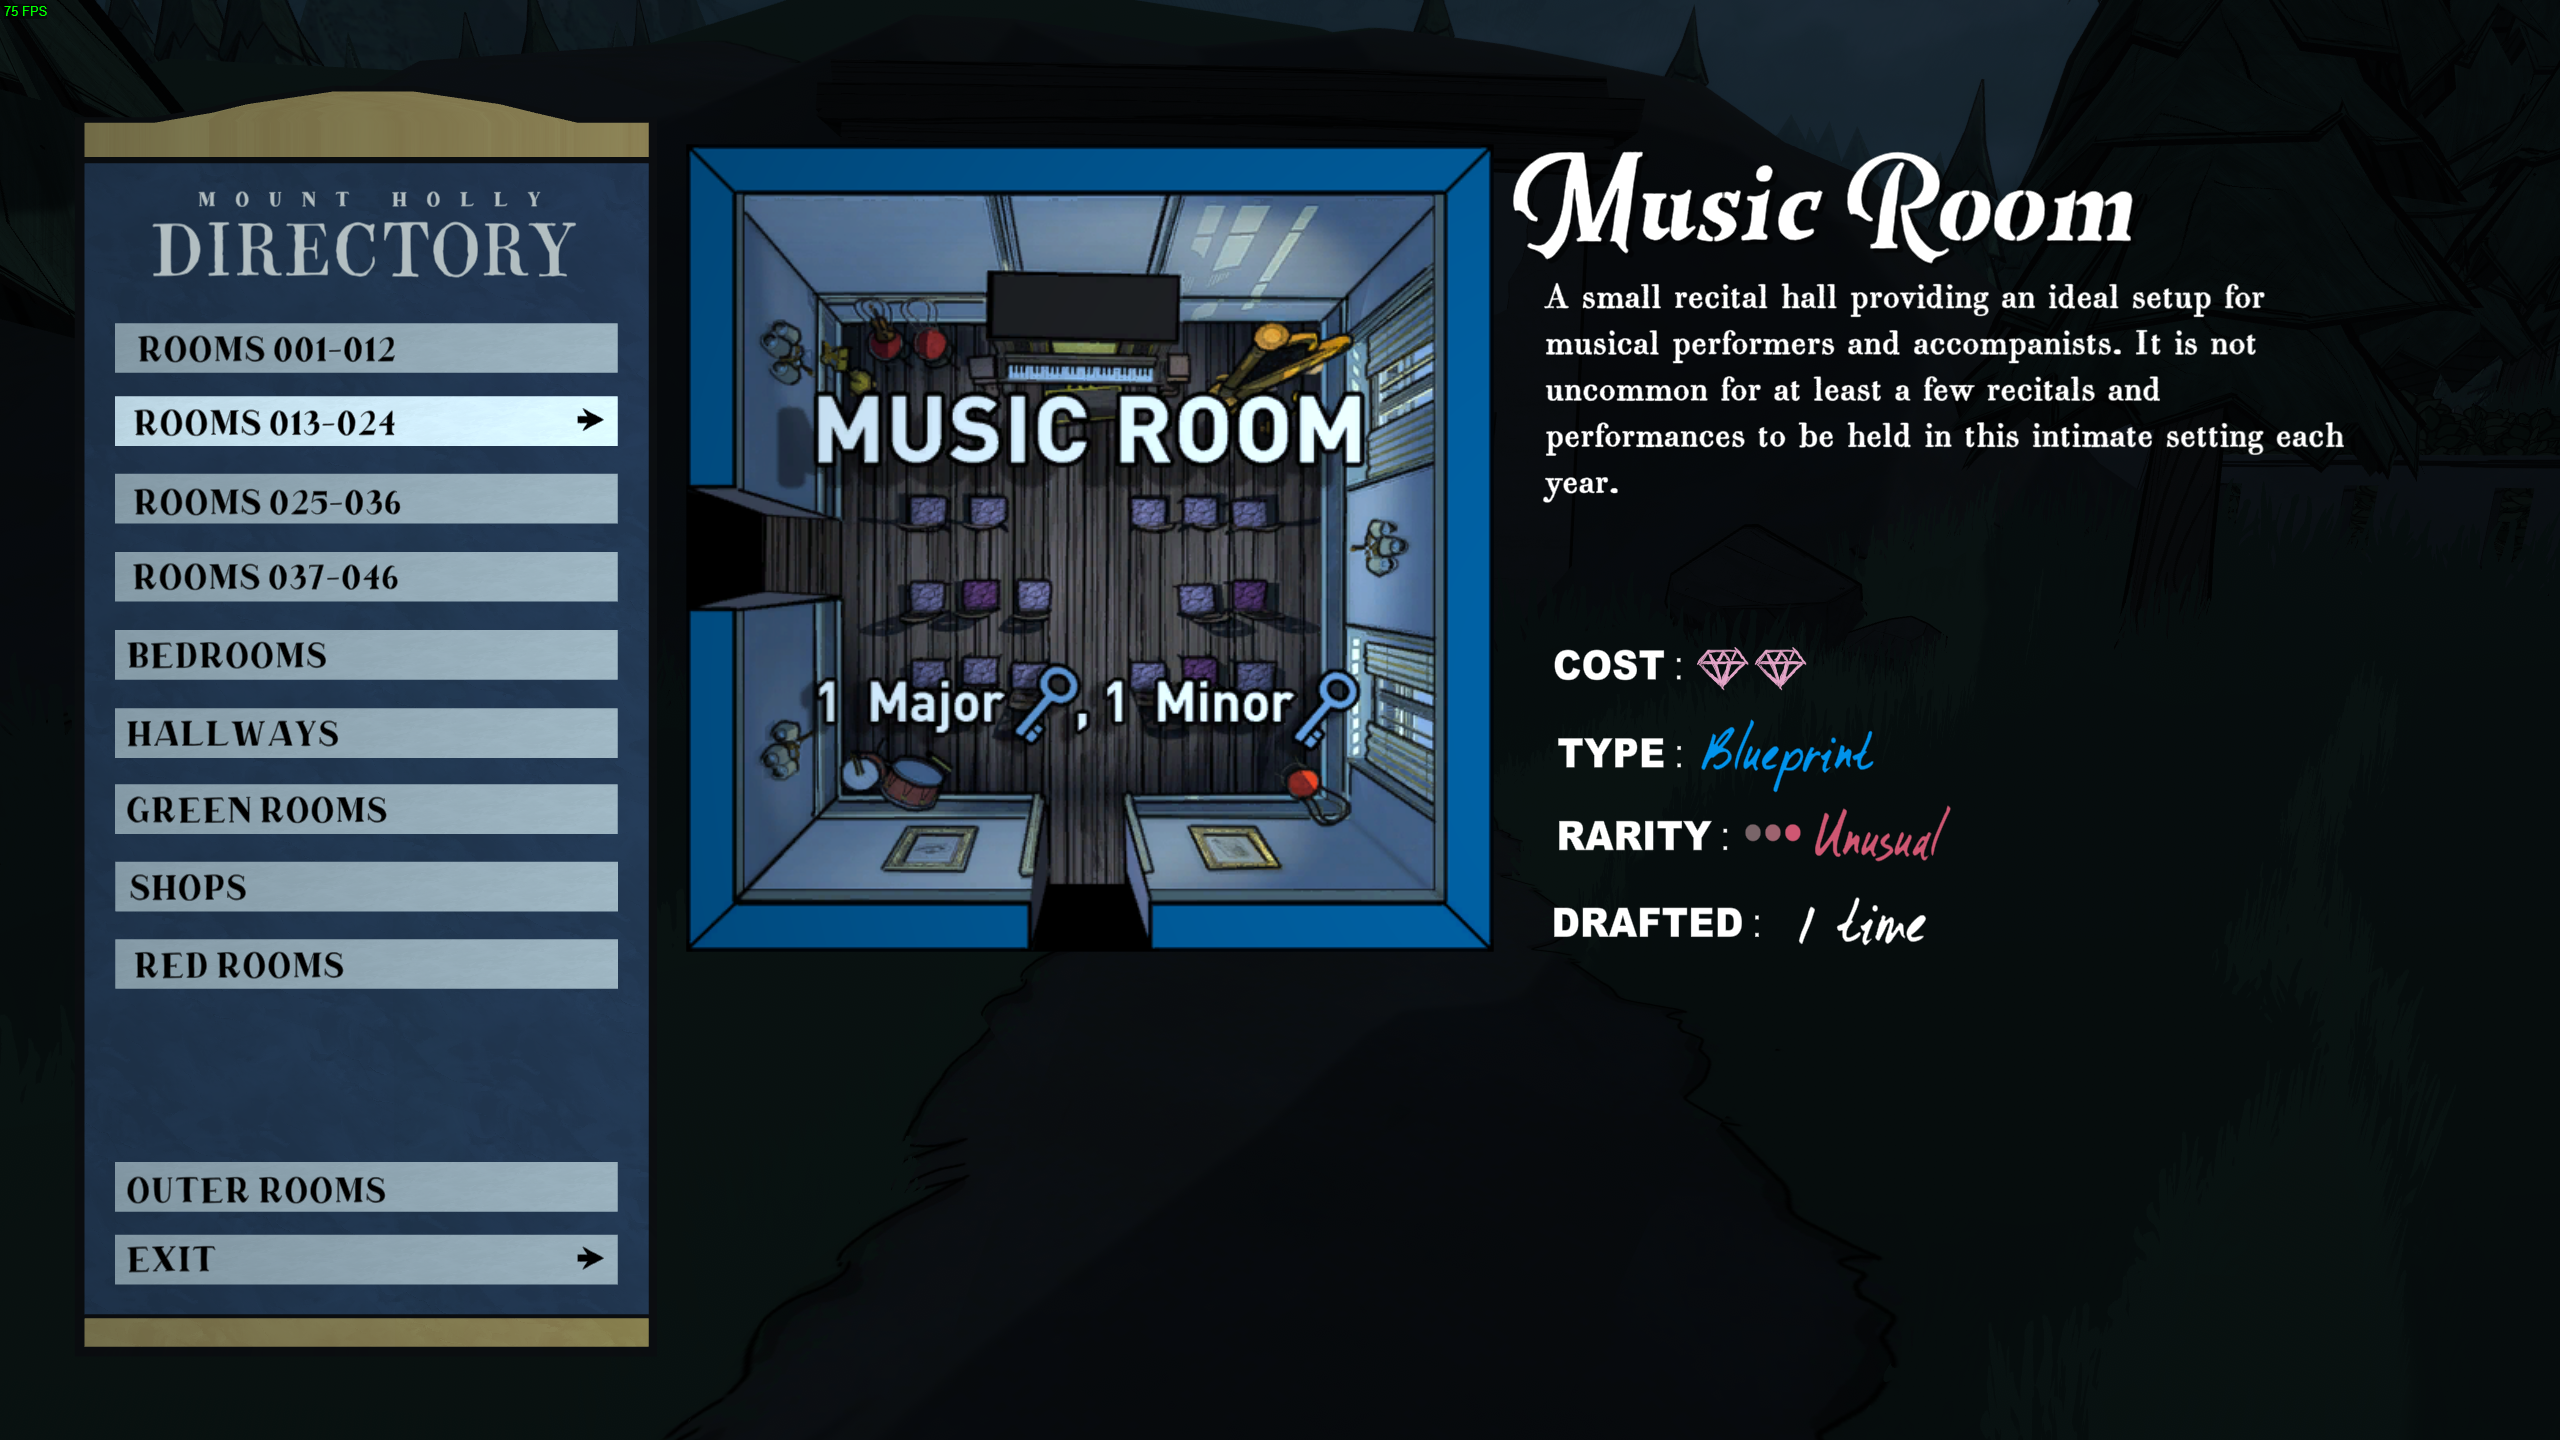 75 FPS
MOUNT HOLLY
DIRECTORY
ROOMS 001-012
ROOMS 013-024
ROOMS 025-036
ROOMS 037-046
BEDROOMS
HALLWAYS
GREEN ROOMS
SHOPS
RED ROOMS
OUTER ROOMS
EXIT
MUSIC ROOM
1 Major , 1 Minor
Music Room
A small recital hall providing an ideal setup for
musical performers and accompanists. It is not
uncommon for at least a few recitals and
performances to be held in this intimate setting each
year.
COST :
TYPE : Blueprint
RARITY : Unusual
DRAFTED : 1 time